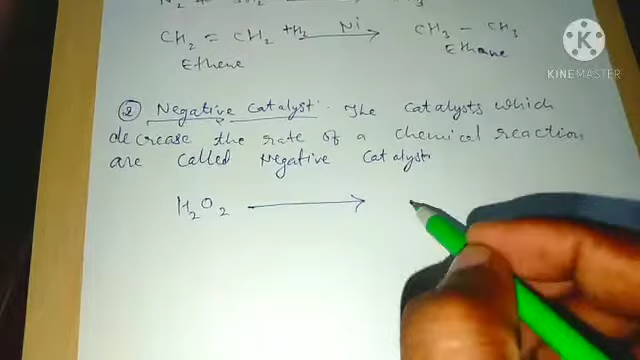 CH2 = CH2 +H2 Ni CH3 - CH3
Ethene Ethane
② Negative Catalyst. The catalysts which
decrease the rate of a chemical reaction
are called Negative Catalyst
H2O2
KINEMASTER